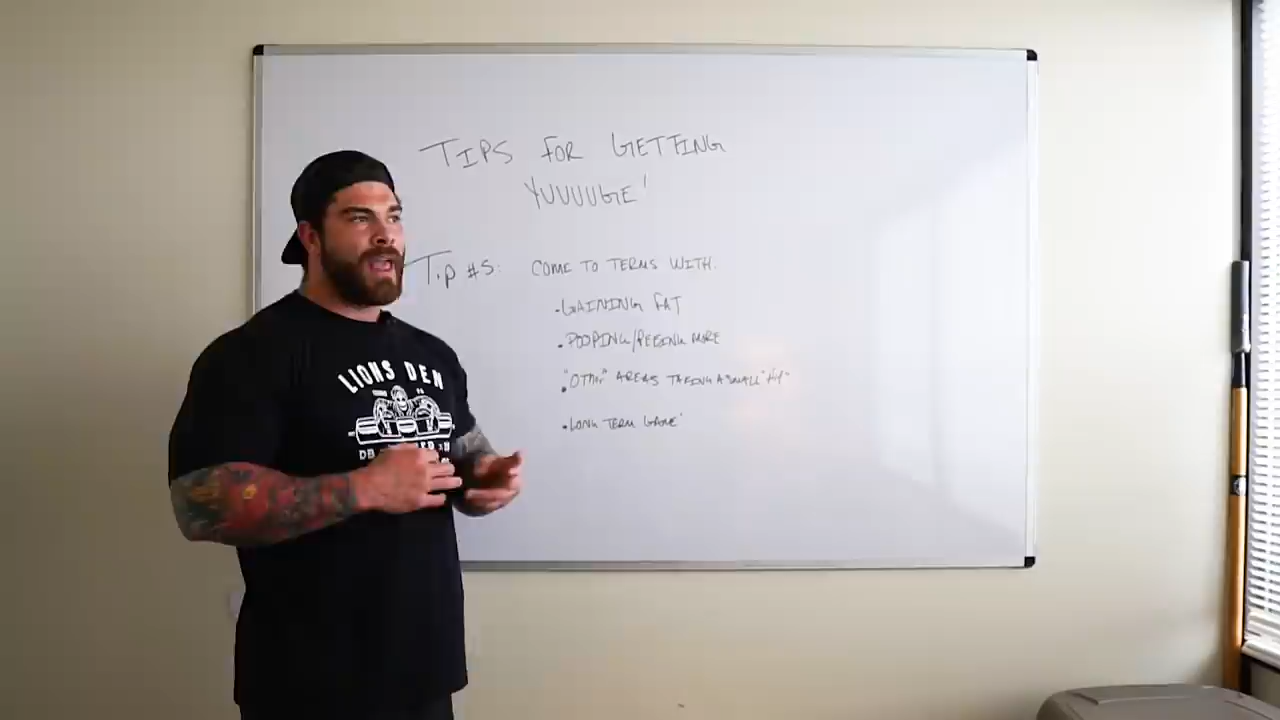 TIPS FOR GETTING
YUUUUGE!
Tip #5: COME TO TERMS WITH.
• GAINING FAT
• POOPING/PEEING MORE
• "OTHER" AREAS TAKING A SMALL "HIT"
• LONG TERM GAME
LIONS DEN
DB